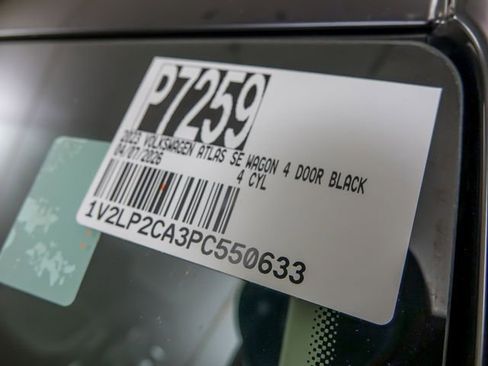 P7259
2023 VOLKSWAGEN ATLAS SE WAGON 4 DOOR BLACK
04/07/2026 4 CYL
1V2LP2CA3PC550633